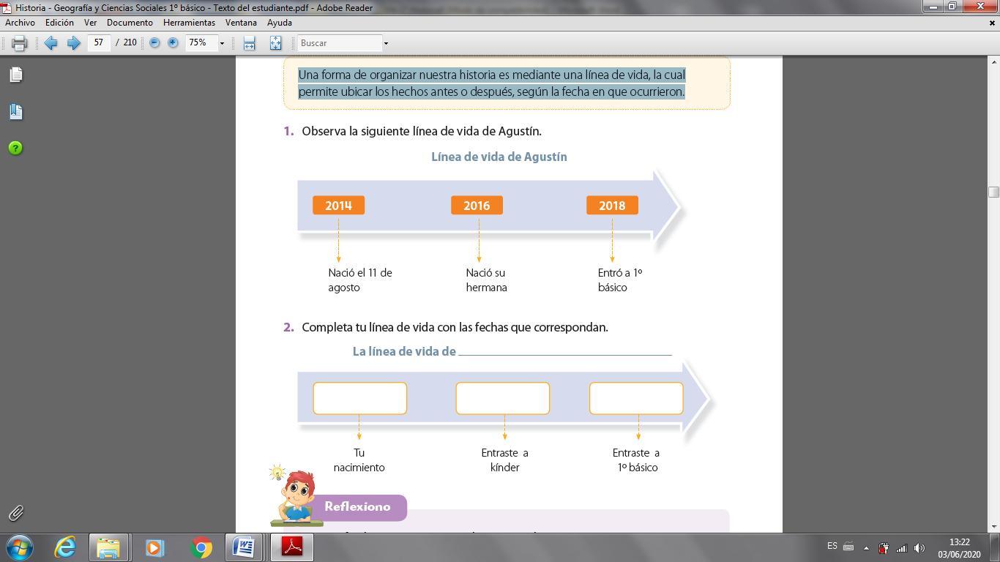 Historia - Geografía y Ciencias Sociales 1º básico - Texto del estudiante.pdf - Adobe Reader
Archivo Edición Ver Documento Herramientas Ventana Ayuda
57 / 210 75% Buscar
Una forma de organizar nuestra historia es mediante una línea de vida, la cual
permite ubicar los hechos antes o después, según la fecha en que ocurrieron.
1. Observa la siguiente línea de vida de Agustín.
Línea de vida de Agustín
2014 2016 2018
Nació el 11 de Nació su Entró a 1º
agosto hermana básico
2. Completa tu línea de vida con las fechas que correspondan.
La línea de vida de
Tu Entraste a Entraste a
nacimiento kínder 1º básico
Reflexiono
ES 13:22
03/06/2020